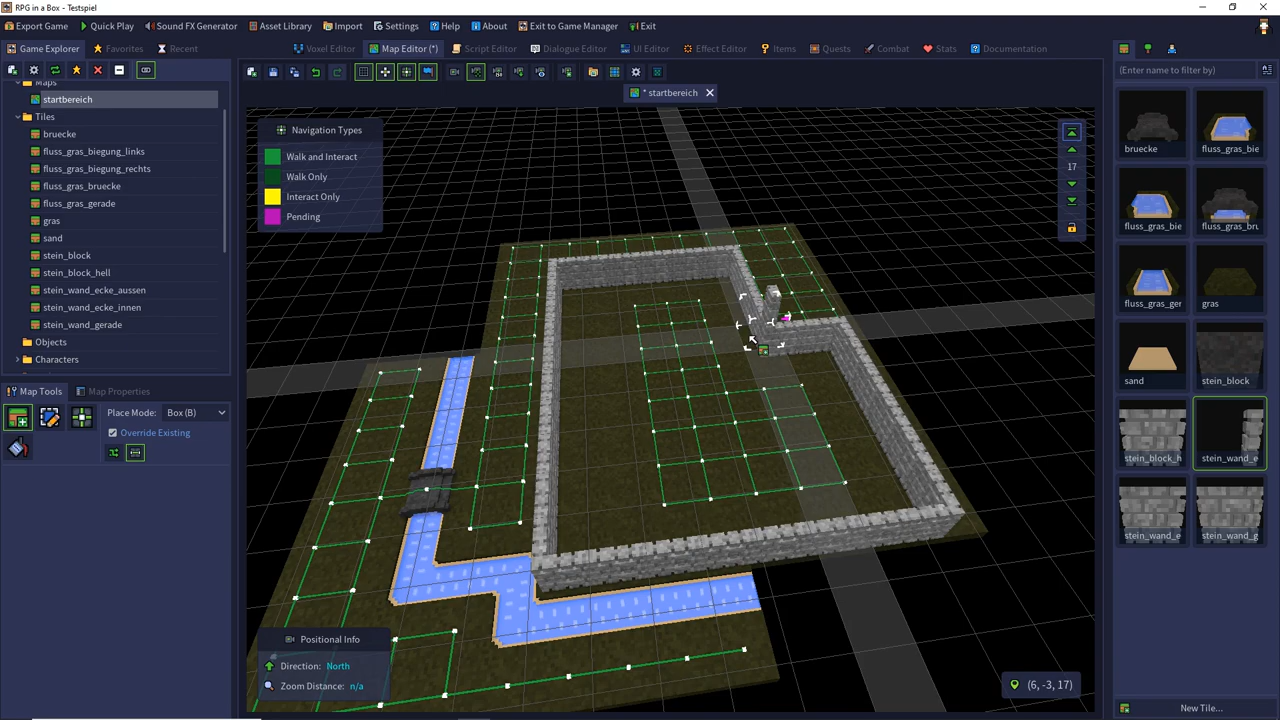 RPG in a Box - Testspiel
Export Game Quick Play Sound FX Generator Asset Library Import Settings Help About Exit to Game Manager Exit
Game Explorer Favorites Recent
Voxel Editor Map Editor (*) Script Editor Dialogue Editor UI Editor Effect Editor Items Quests Combat Stats Documentation
* startbereich
(Enter name to filter by)
Maps
startbereich
Tiles
bruecke
fluss_gras_biegung_links
fluss_gras_biegung_rechts
fluss_gras_bruecke
fluss_gras_gerade
gras
sand
stein_block
stein_block_hell
stein_wand_ecke_aussen
stein_wand_ecke_innen
stein_wand_gerade
Objects
Characters
Map Tools Map Properties
Place Mode: Box (B)
Override Existing
Navigation Types
Walk and Interact
Walk Only
Interact Only
Pending
17
Positional Info
Direction: North
Zoom Distance: n/a
(6, -3, 17)
bruecke fluss_gras_bie
fluss_gras_bie fluss_gras_bru
fluss_gras_ger gras
sand stein_block
stein_block_h stein_wand_e
stein_wand_e stein_wand_g
New Tile...